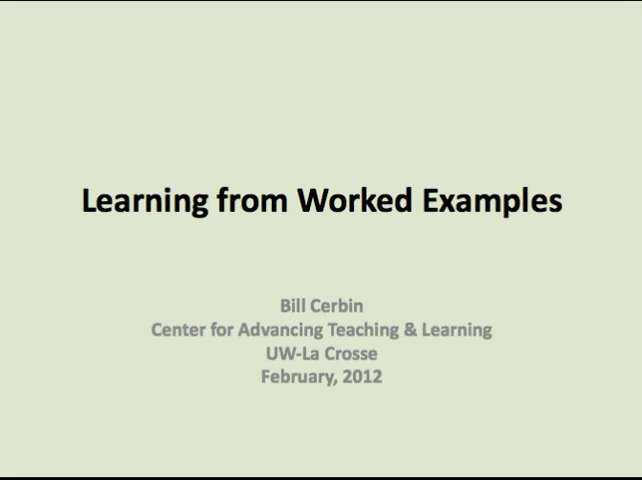 Learning from Worked Examples
Bill Cerbin
Center for Advancing Teaching & Learning
UW-La Crosse
February, 2012